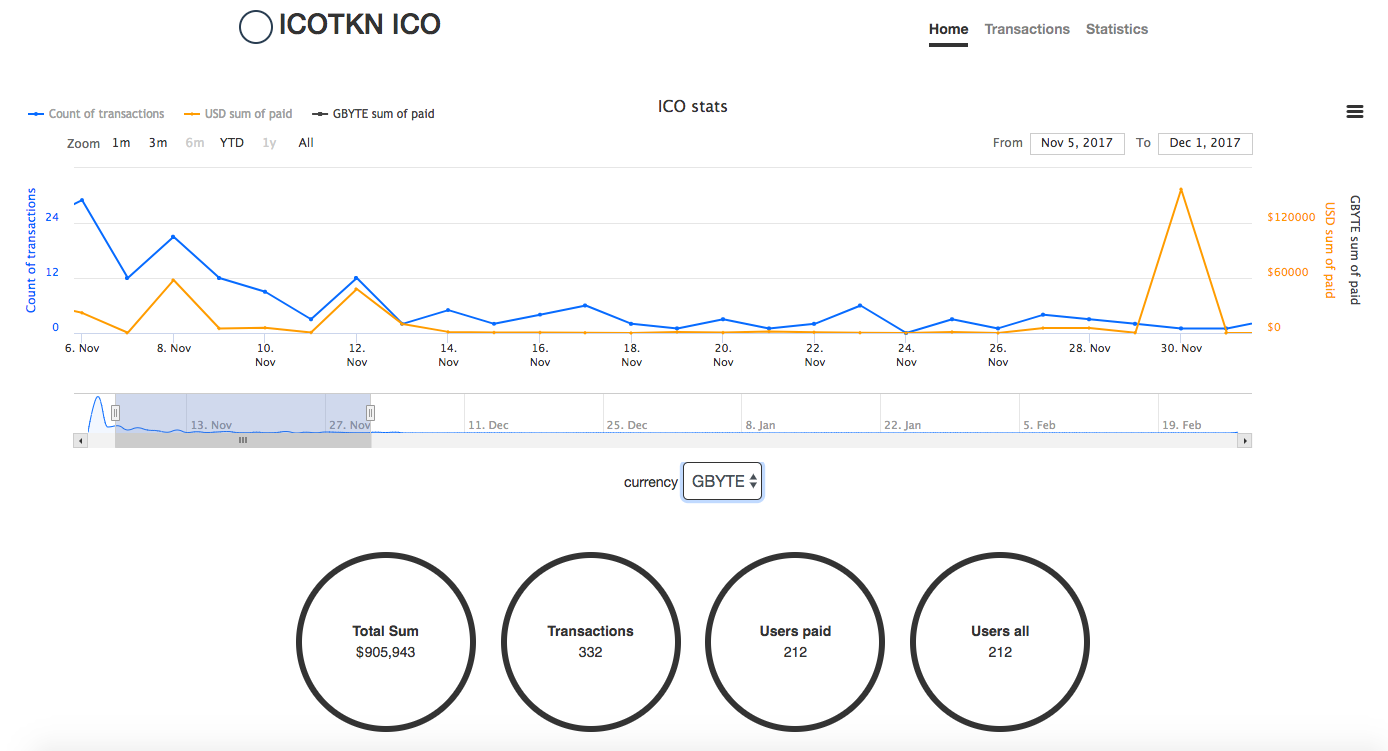 ICOTKN ICO
Home Transactions Statistics
ICO stats
Count of transactions USD sum of paid GBYTE sum of paid
Zoom 1m 3m 6m YTD 1y All
From Nov 5, 2017 To Dec 1, 2017
Count of transactions
24
12
0
$120000
$60000
$0
USD sum of paid
GBYTE sum of paid
6. Nov 8. Nov 10. Nov 12. Nov 14. Nov 16. Nov 18. Nov 20. Nov 22. Nov 24. Nov 26. Nov 28. Nov 30. Nov
13. Nov 27. Nov 11. Dec 25. Dec 8. Jan 22. Jan 5. Feb 19. Feb
currency GBYTE
Total Sum
$905,943
Transactions
332
Users paid
212
Users all
212